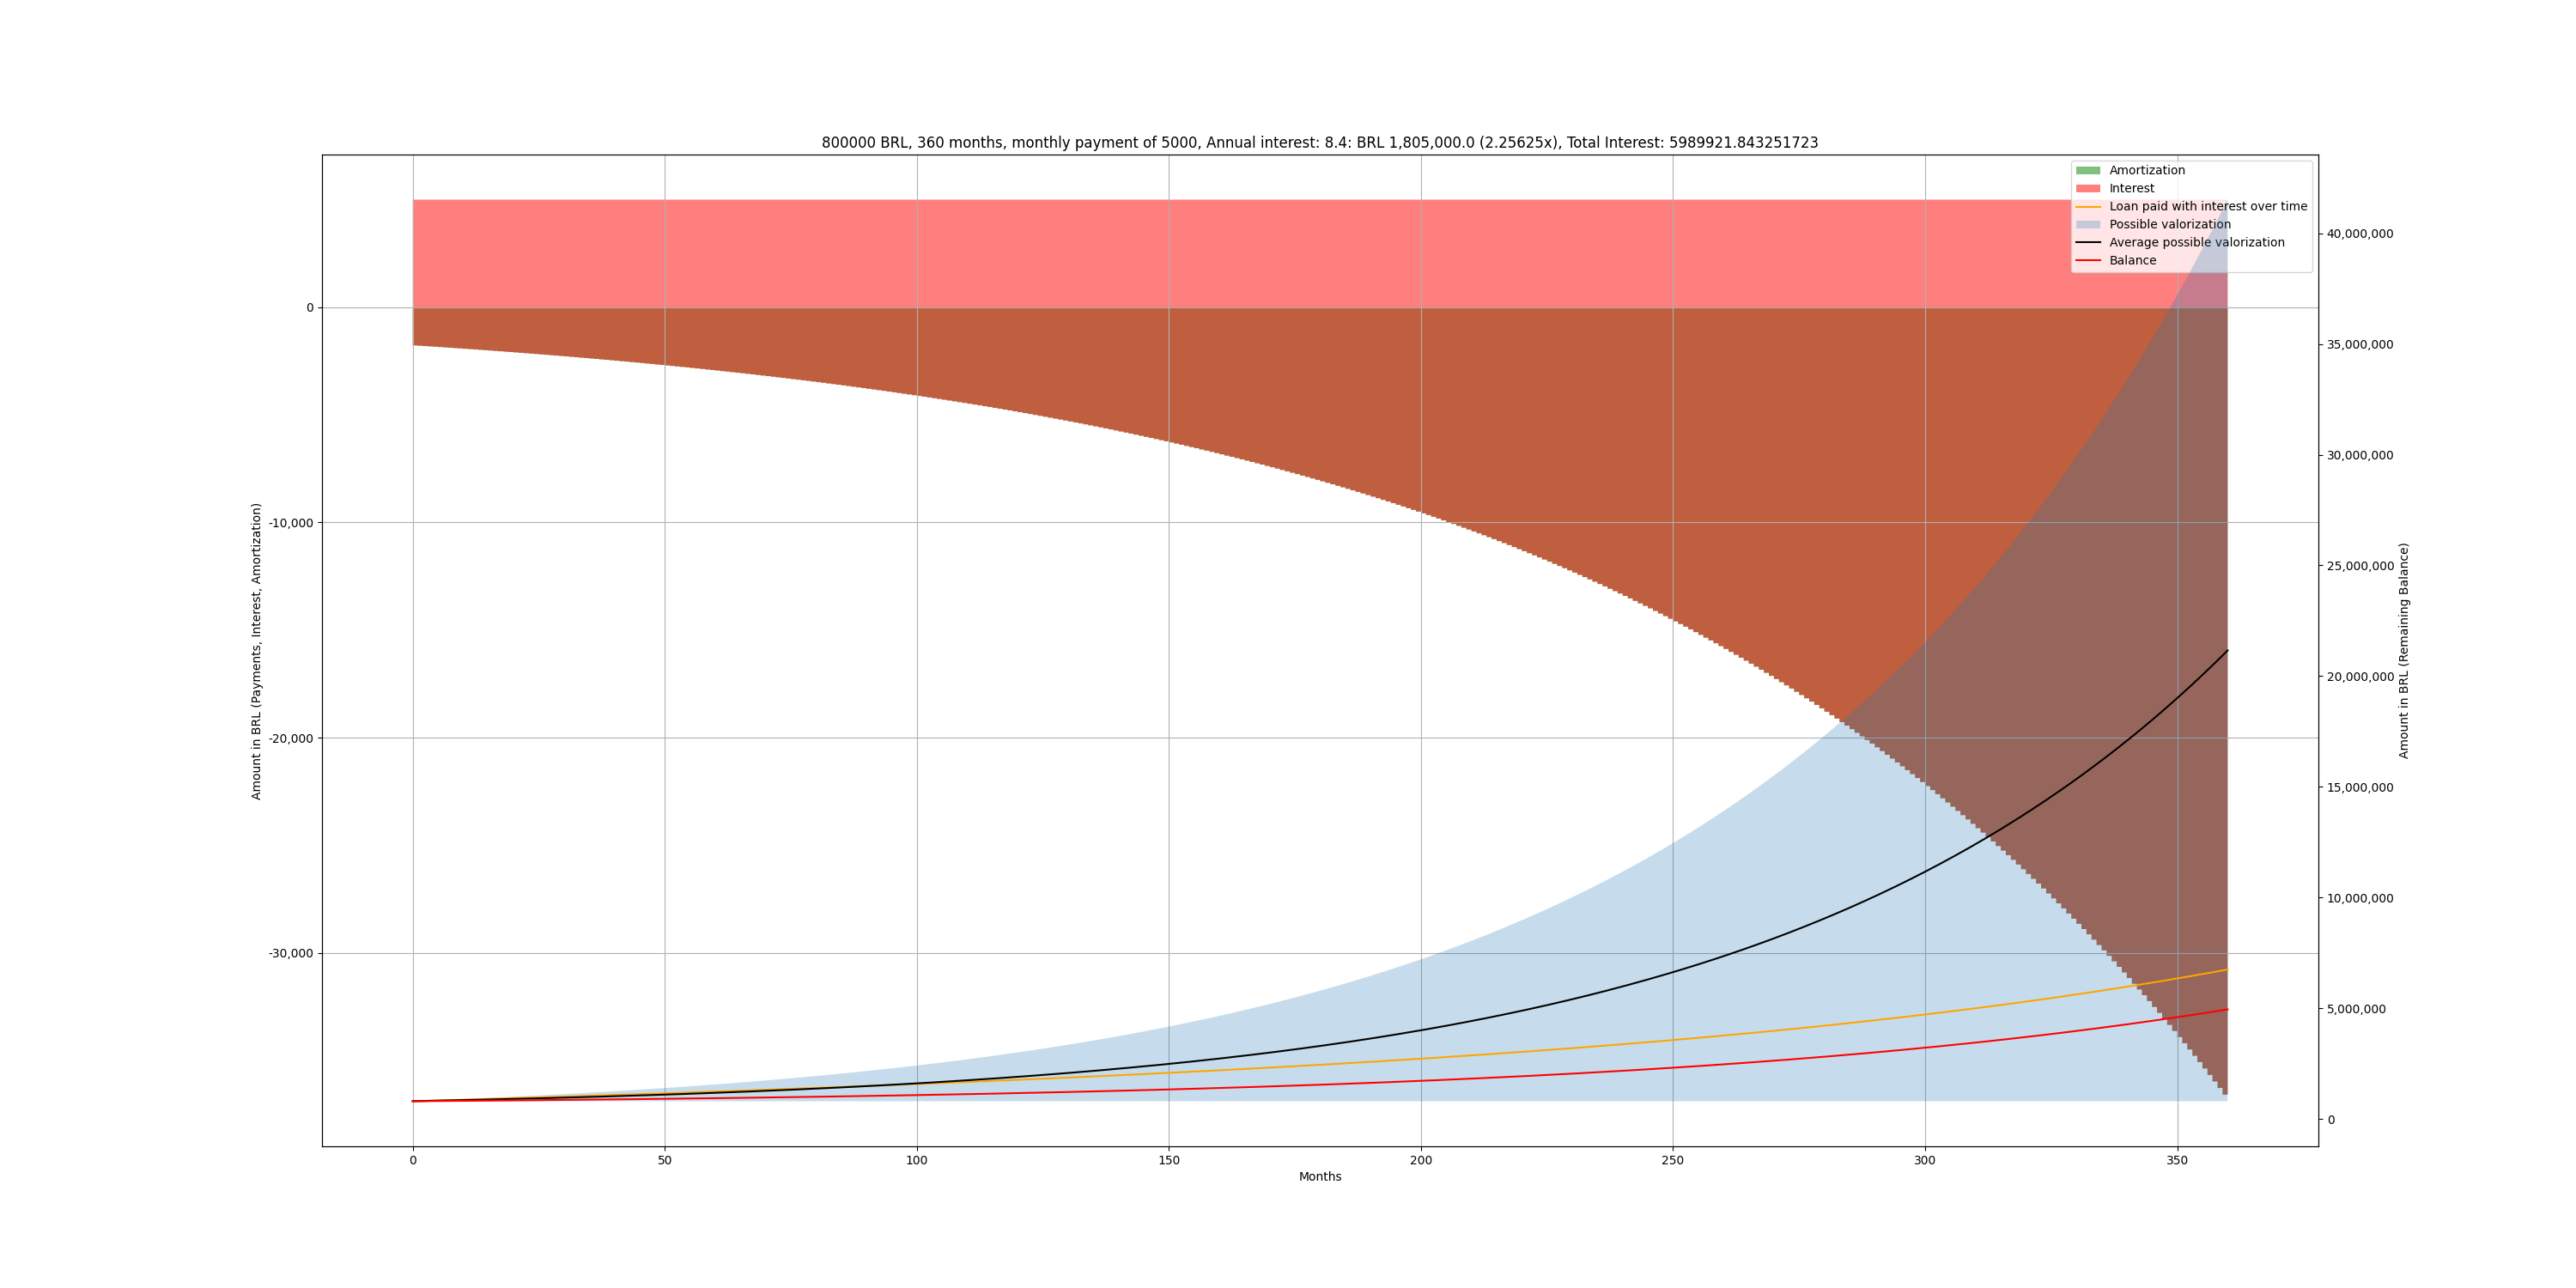 800000 BRL, 360 months, monthly payment of 5000, Annual interest: 8.4: BRL 1,805,000.0 (2.25625x), Total Interest: 5989921.843251723
Amortization
Interest
Loan paid with interest over time
Possible valorization
Average possible valorization
Balance
Amount in BRL (Payments, Interest, Amortization)
0
-10,000
-20,000
-30,000
40,000,000
35,000,000
30,000,000
25,000,000
20,000,000
15,000,000
10,000,000
5,000,000
0
Amount in BRL (Remaining Balance)
0
50
100
150
200
250
300
350
Months